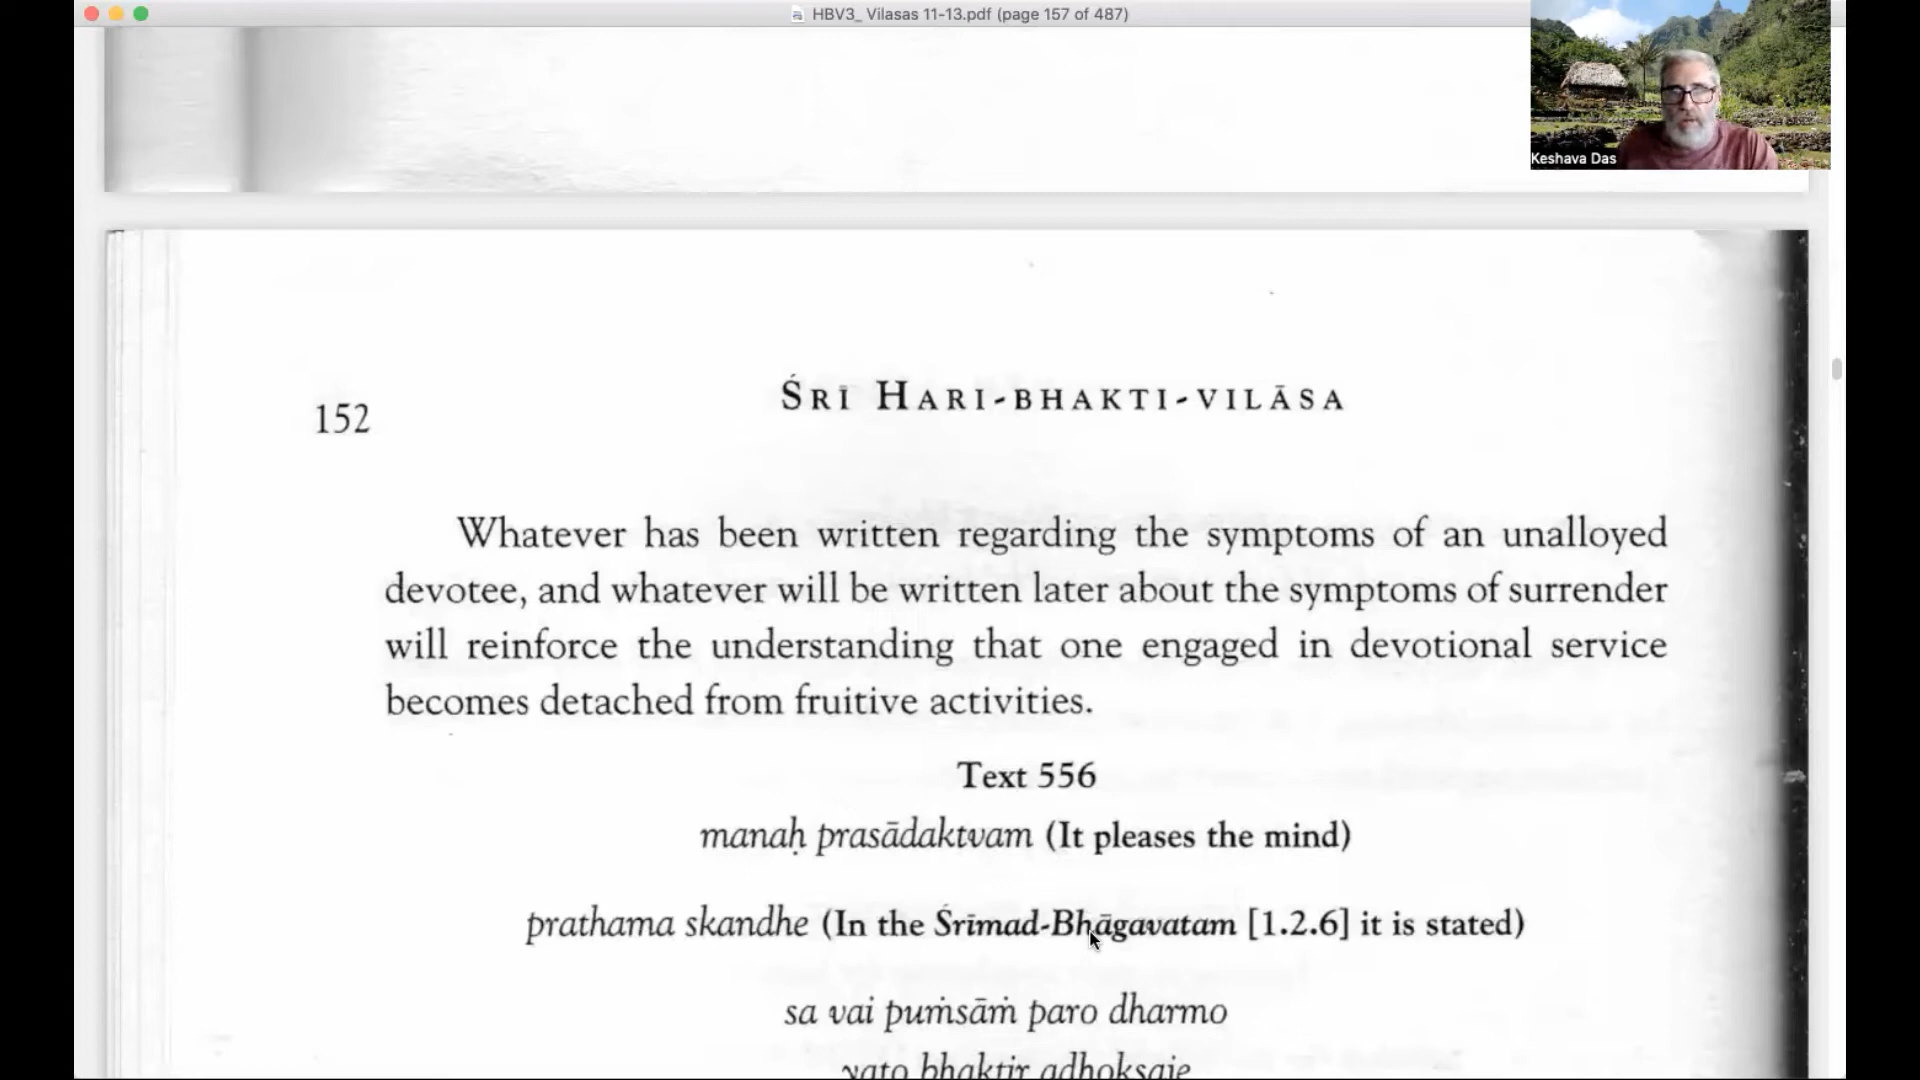 HBV3_ Vilasas 11-13.pdf (page 157 of 487)
Keshava Das
152
ŚRĪ HARI-BHAKTI-VILĀSA
Whatever has been written regarding the symptoms of an unalloyed
devotee, and whatever will be written later about the symptoms of surrender
will reinforce the understanding that one engaged in devotional service
becomes detached from fruitive activities.
Text 556
manaḥ prasādaktvam (It pleases the mind)
prathama skandhe (In the Śrīmad-Bhāgavatam [1.2.6] it is stated)
sa vai puṁsāṁ paro dharmo
yato bhaktir adhokṣaje